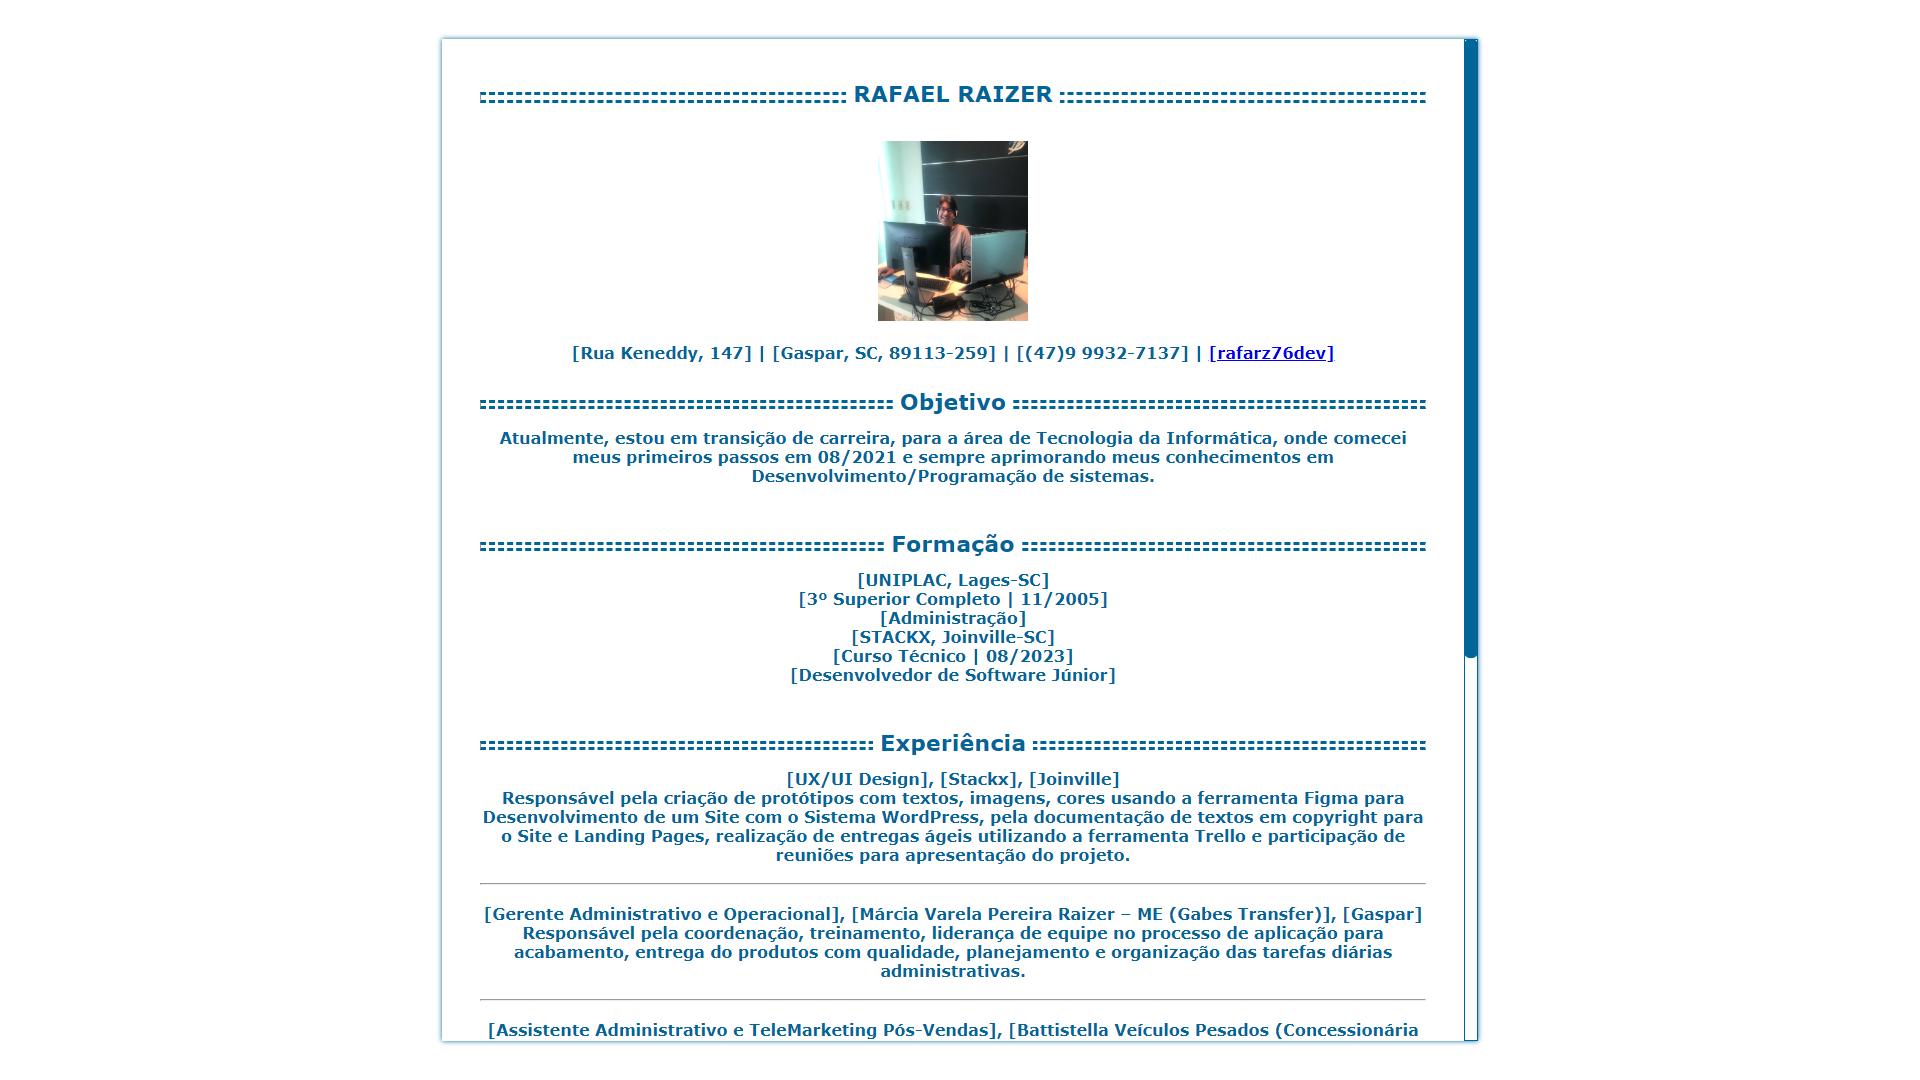 RAFAEL RAIZER
[Rua Keneddy, 147] | [Gaspar, SC, 89113-259] | [(47)9 9932-7137] | [rafarz76dev]
Objetivo
Atualmente, estou em transição de carreira, para a área de Tecnologia da Informática, onde comecei
meus primeiros passos em 08/2021 e sempre aprimorando meus conhecimentos em
Desenvolvimento/Programação de sistemas.
Formação
[UNIPLAC, Lages-SC]
[3º Superior Completo | 11/2005]
[Administração]
[STACKX, Joinville-SC]
[Curso Técnico | 08/2023]
[Desenvolvedor de Software Júnior]
Experiência
[UX/UI Design], [Stackx], [Joinville]
Responsável pela criação de protótipos com textos, imagens, cores usando a ferramenta Figma para
Desenvolvimento de um Site com o Sistema WordPress, pela documentação de textos em copyright para
o Site e Landing Pages, realização de entregas ágeis utilizando a ferramenta Trello e participação de
reuniões para apresentação do projeto.
[Gerente Administrativo e Operacional], [Márcia Varela Pereira Raizer – ME (Gabes Transfer)], [Gaspar]
Responsável pela coordenação, treinamento, liderança de equipe no processo de aplicação para
acabamento, entrega do produtos com qualidade, planejamento e organização das tarefas diárias
administrativas.
[Assistente Administrativo e TeleMarketing Pós-Vendas], [Battistella Veículos Pesados (Concessionária